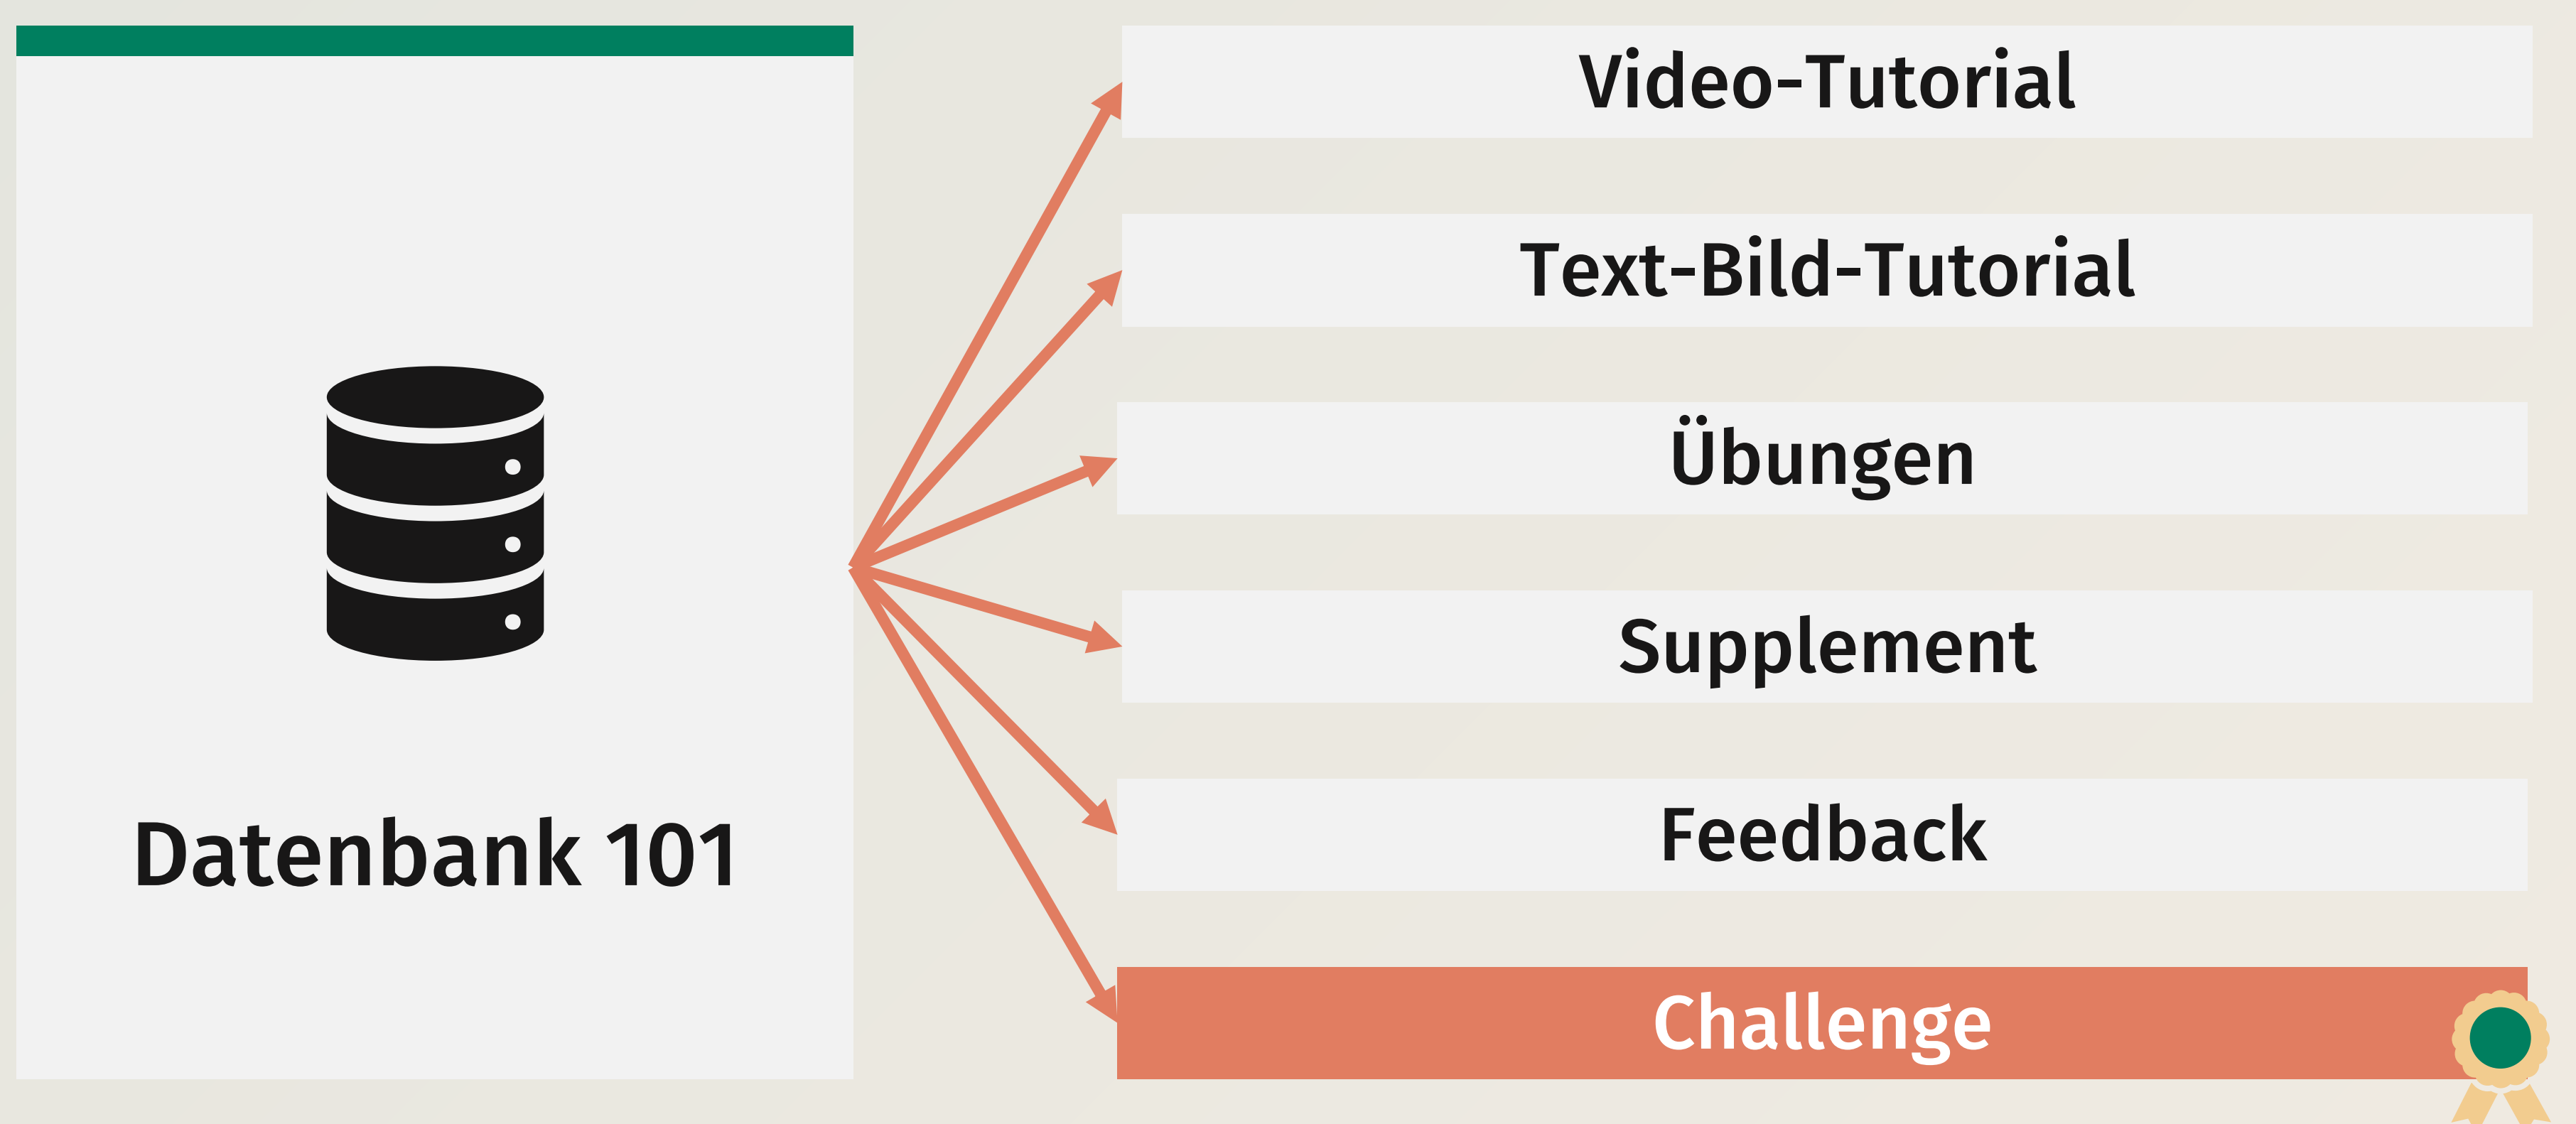 Datenbank 101
Video-Tutorial
Text-Bild-Tutorial
Übungen
Supplement
Feedback
Challenge